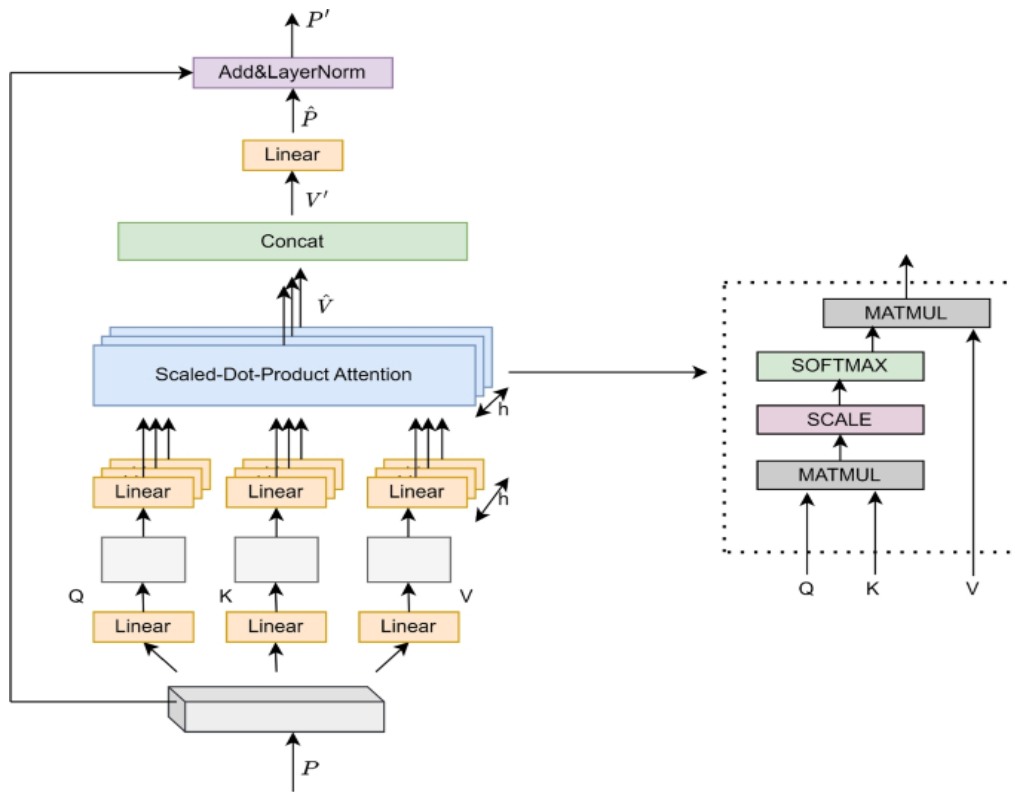 P′
Add&LayerNorm
P̂
Linear
V′
Concat
V̂
Scaled-Dot-Product Attention
h
Linear Linear Linear
h
Q K V
Linear Linear Linear
P
MATMUL
SOFTMAX
SCALE
MATMUL
Q K V